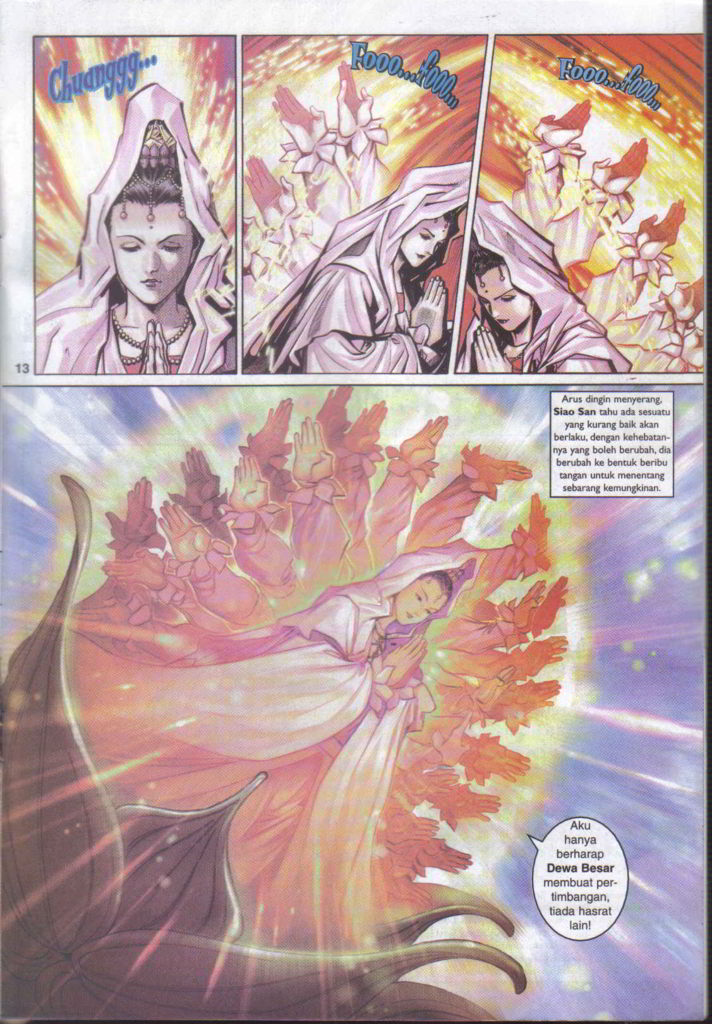 Chuanggg...
Fooo...fooo...
Fooo...fooo...
13
Arus dingin menyerang,
Siao San tahu ada sesuatu
yang kurang baik akan
berlaku, dengan kehebatan-
nya yang boleh berubah, dia
berubah ke bentuk beribu
tangan untuk menentang
sebarang kemungkinan.
Aku
hanya
berharap
Dewa Besar
membuat per-
timbangan,
tiada hasrat
lain!